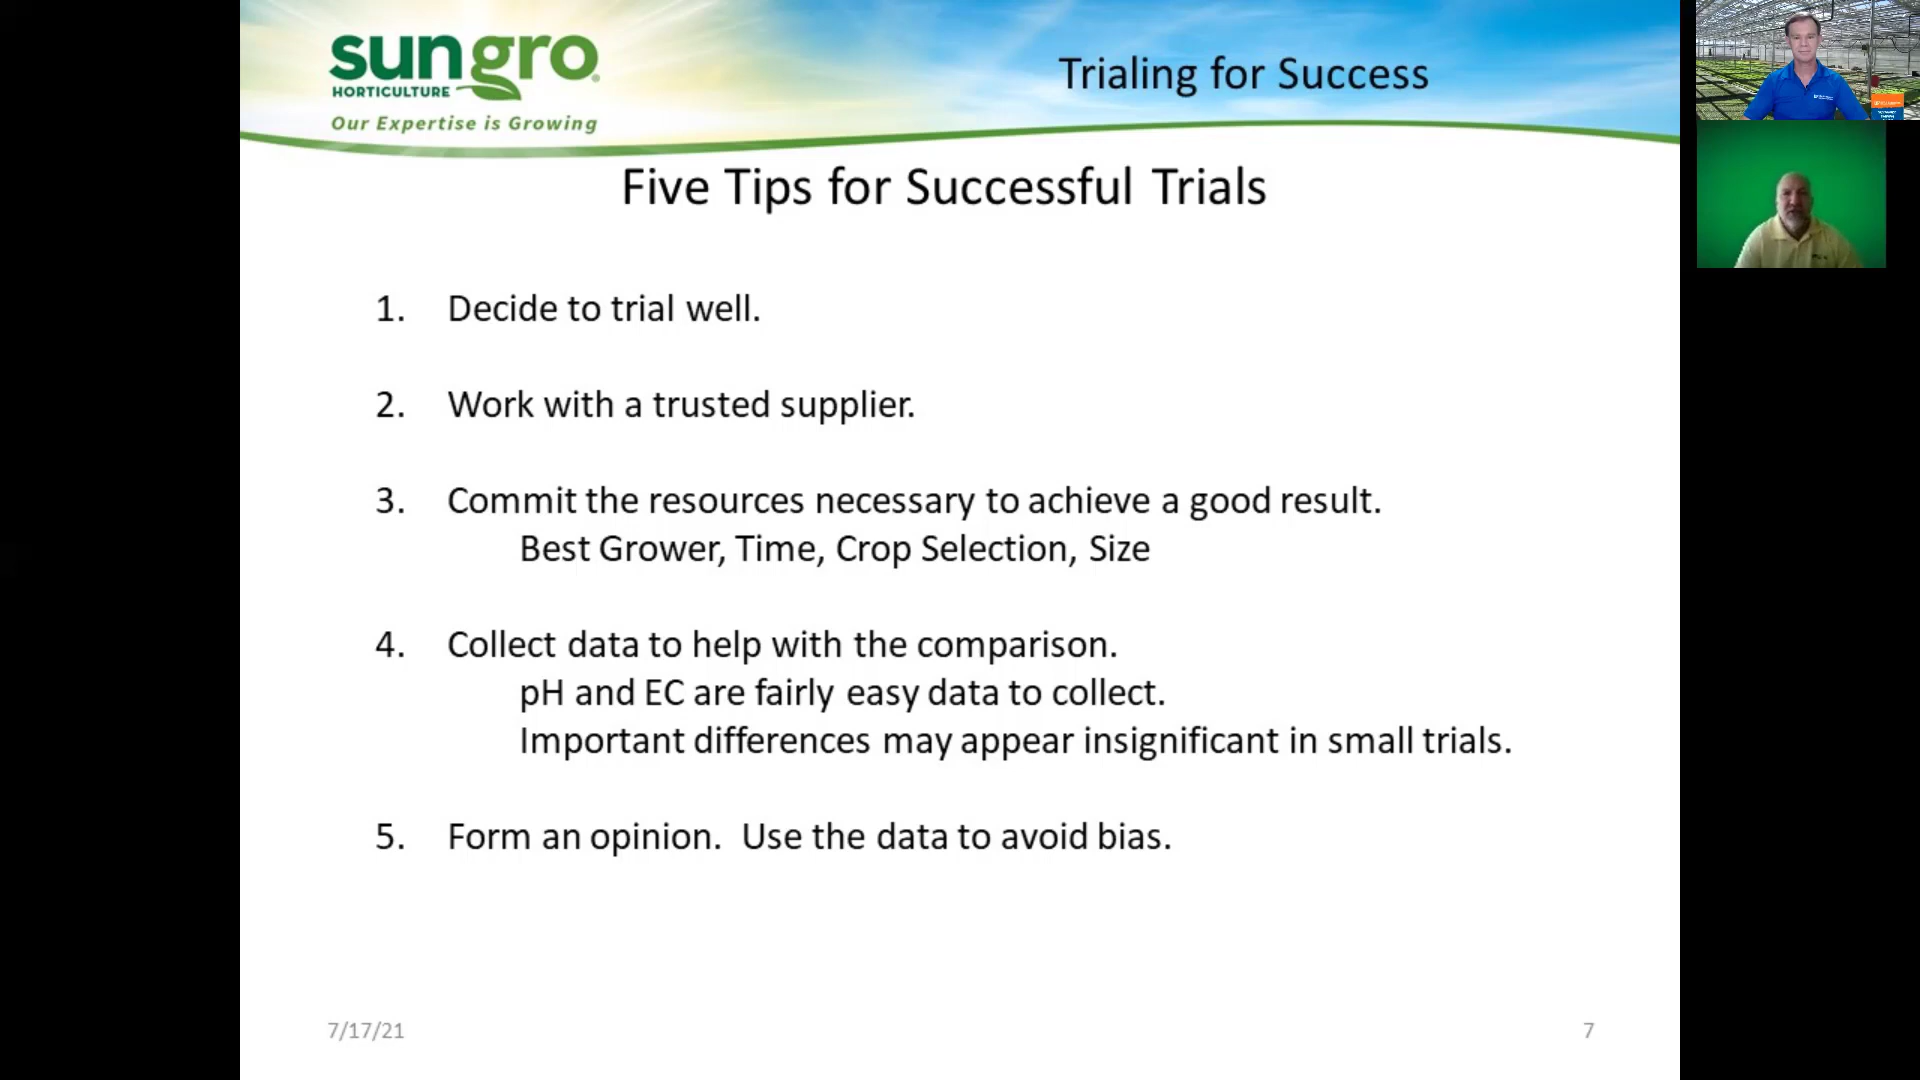 sungro
HORTICULTURE
Our Expertise is Growing
Trialing for Success
Five Tips for Successful Trials
1. Decide to trial well.
2. Work with a trusted supplier.
3. Commit the resources necessary to achieve a good result.
Best Grower, Time, Crop Selection, Size
4. Collect data to help with the comparison.
pH and EC are fairly easy data to collect.
Important differences may appear insignificant in small trials.
5. Form an opinion. Use the data to avoid bias.
7/17/21
7